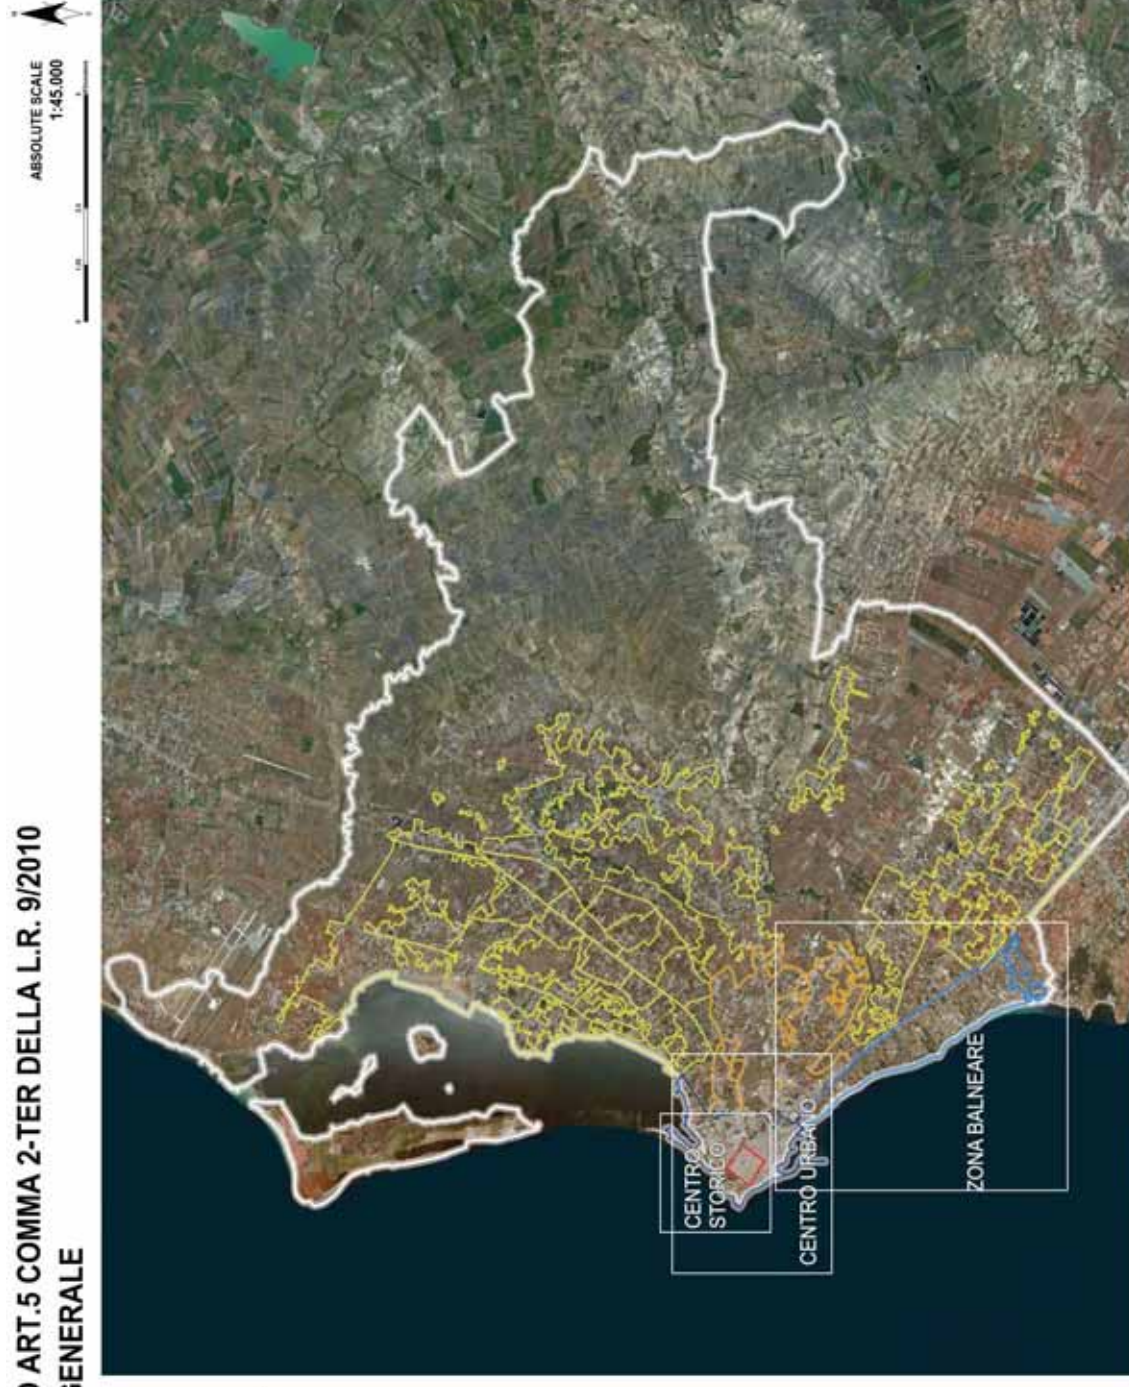 ART.5 COMMA 2-TER DELLA L.R. 9/2010
GENERALE
ABSOLUTE SCALE
1:45.000
CENTRO
STORICO
CENTRO URBANO
ZONA BALNEARE